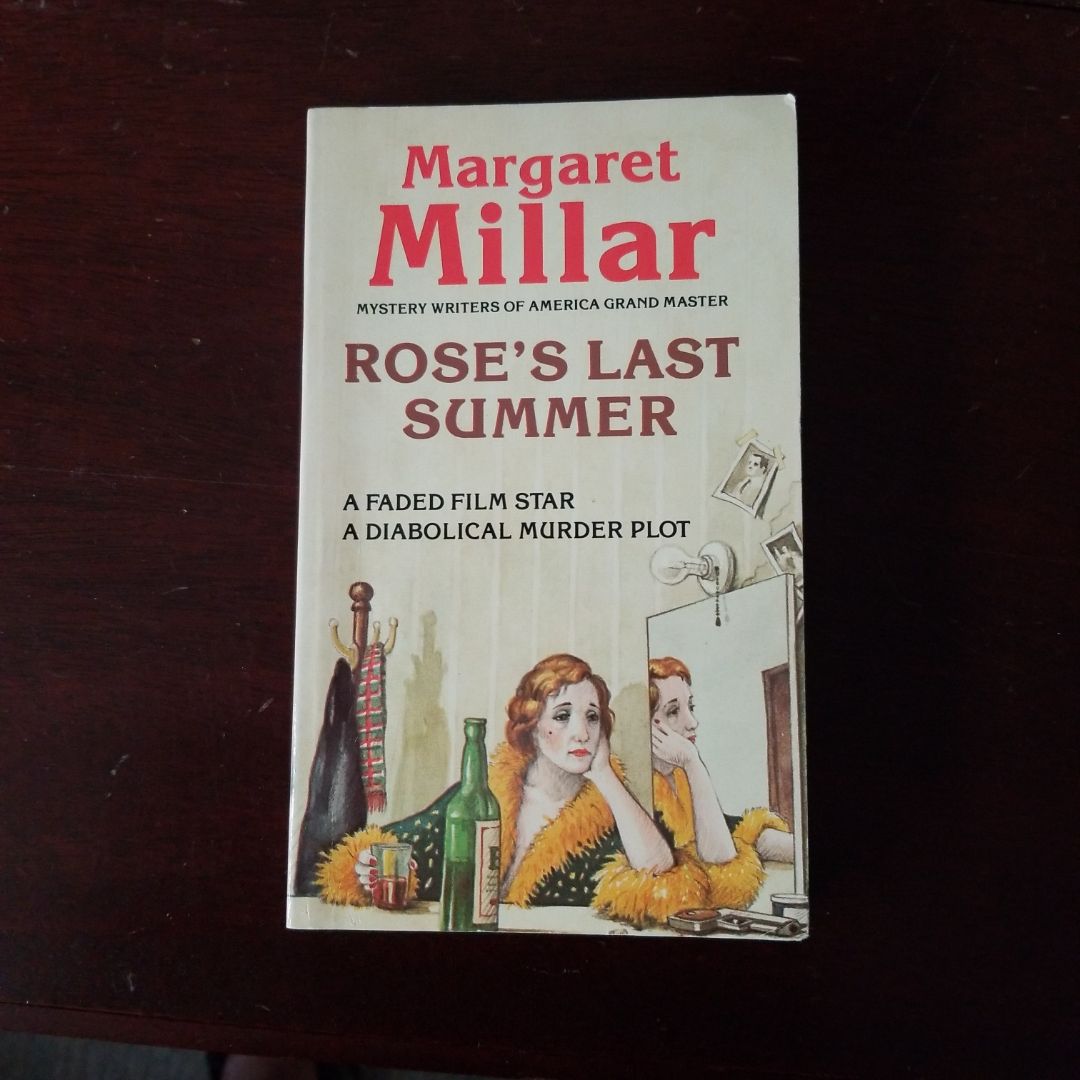 Margaret
Millar
MYSTERY WRITERS OF AMERICA GRAND MASTER
ROSE'S LAST
SUMMER
A FADED FILM STAR
A DIABOLICAL MURDER PLOT